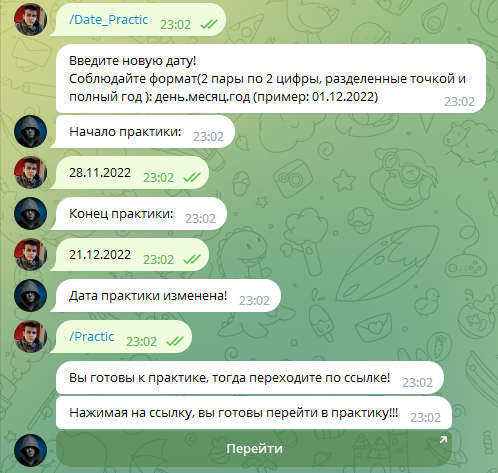 /Date_Practic 23:02
Введите новую дату!
Соблюдайте формат(2 пары по 2 цифры, разделенные точкой и
полный год ): день.месяц.год (пример: 01.12.2022)
23:02
Начало практики: 23:02
28.11.2022 23:02
Конец практики: 23:02
21.12.2022 23:02
Дата практики изменена! 23:02
/Practic 23:02
Вы готовы к практике, тогда переходите по ссылке! 23:02
Нажимая на ссылку, вы готовы перейти в практику!!! 23:02
Перейти